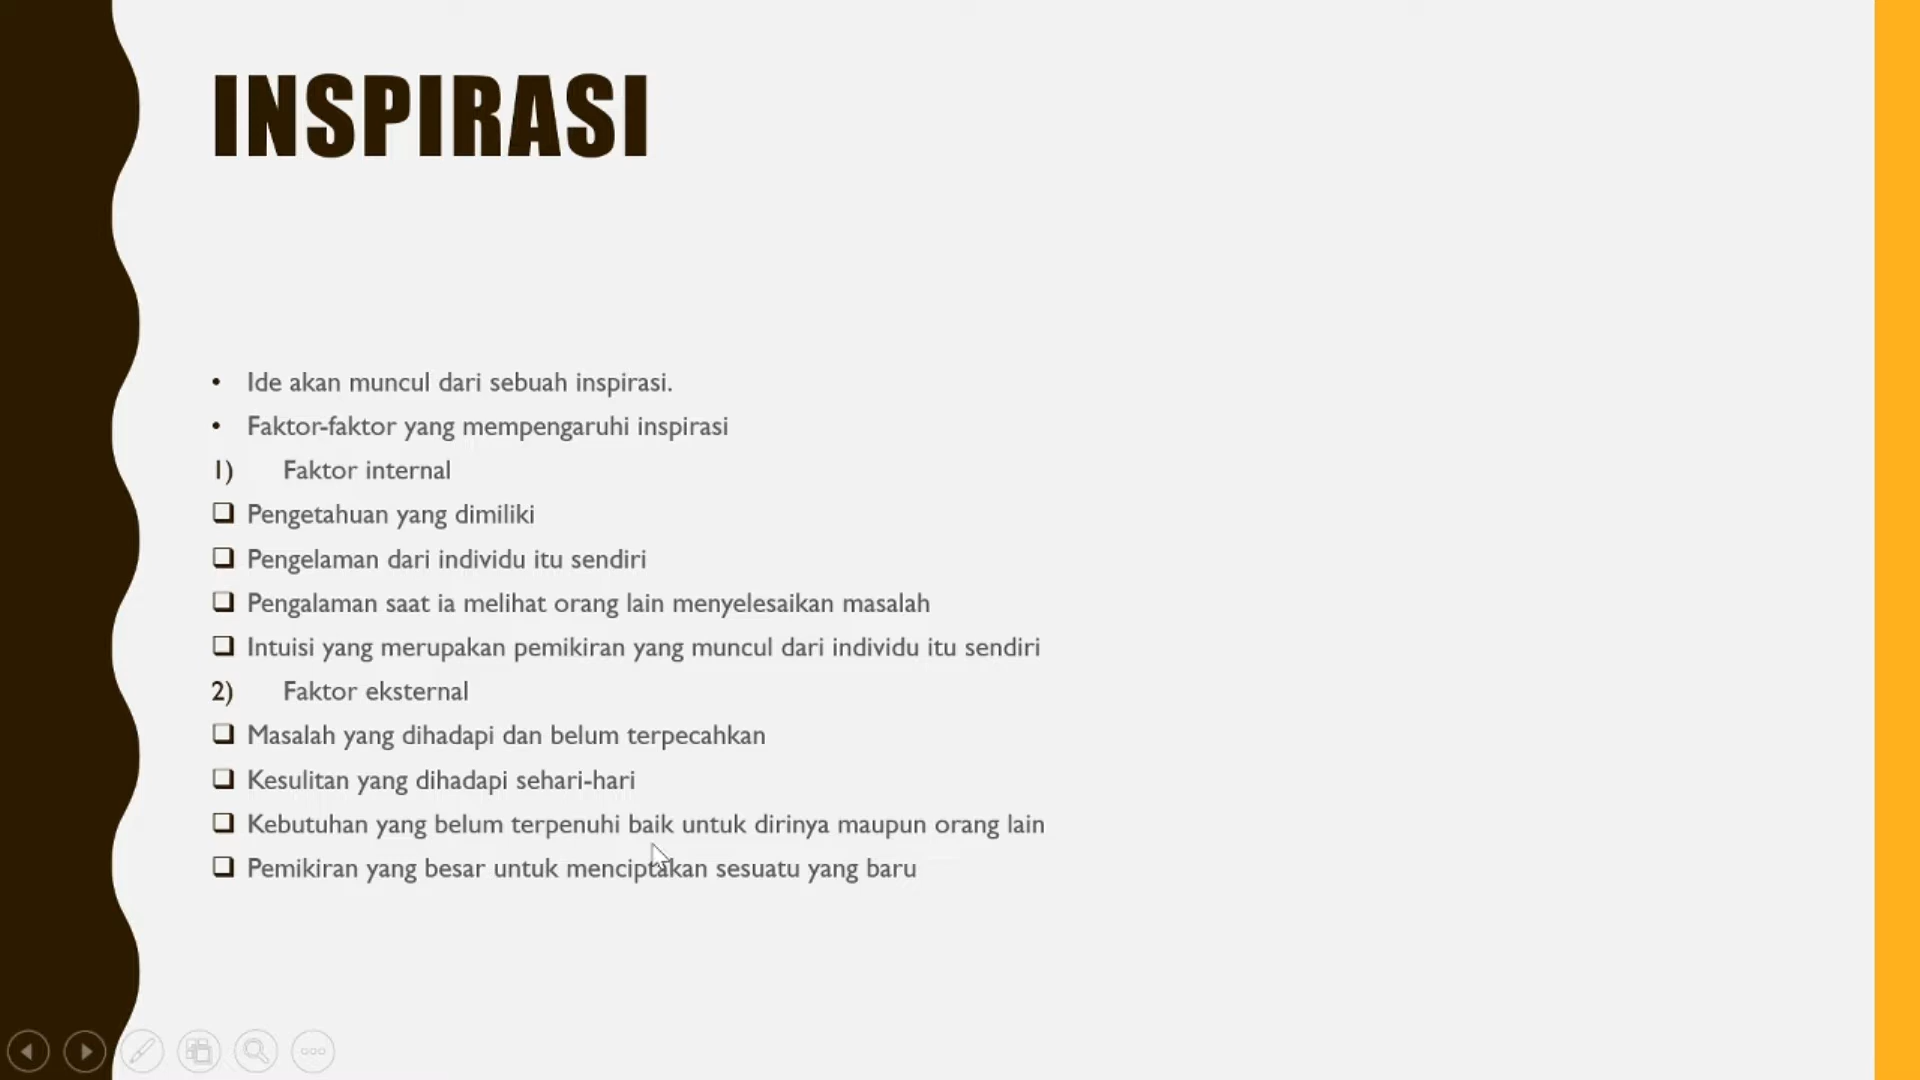 INSPIRASI
• Ide akan muncul dari sebuah inspirasi.
• Faktor-faktor yang mempengaruhi inspirasi
1) Faktor internal
❑ Pengetahuan yang dimiliki
❑ Pengelaman dari individu itu sendiri
❑ Pengalaman saat ia melihat orang lain menyelesaikan masalah
❑ Intuisi yang merupakan pemikiran yang muncul dari individu itu sendiri
2) Faktor eksternal
❑ Masalah yang dihadapi dan belum terpecahkan
❑ Kesulitan yang dihadapi sehari-hari
❑ Kebutuhan yang belum terpenuhi baik untuk dirinya maupun orang lain
❑ Pemikiran yang besar untuk menciptakan sesuatu yang baru